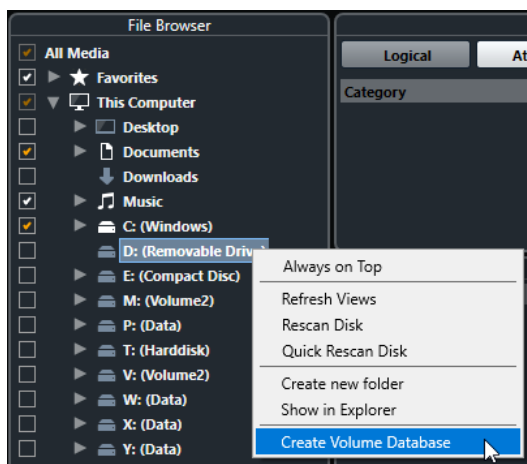 File Browser
All Media
Favorites
This Computer
Desktop
Documents
Downloads
Music
C: (Windows)
D: (Removable Drive)
E: (Compact Disc)
M: (Volume2)
P: (Data)
T: (Harddisk)
V: (Volume2)
W: (Data)
X: (Data)
Y: (Data)
Logical
At
Category
Always on Top
Refresh Views
Rescan Disk
Quick Rescan Disk
Create new folder
Show in Explorer
Create Volume Database